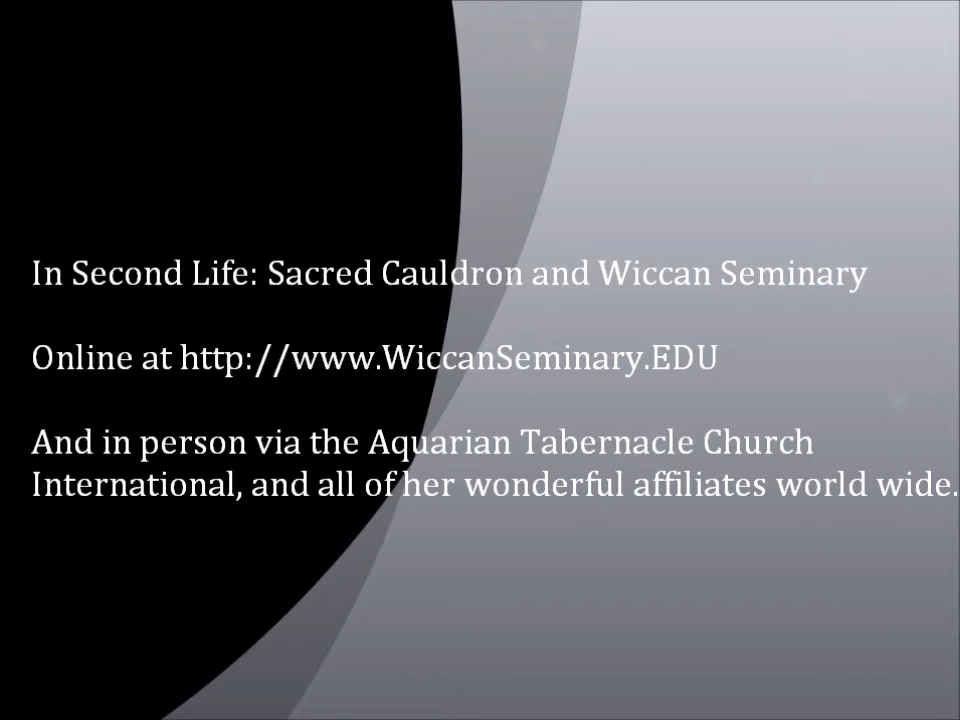 In Second Life: Sacred Cauldron and Wiccan Seminary
Online at http://www.WiccanSeminary.EDU
And in person via the Aquarian Tabernacle Church
International, and all of her wonderful affiliates world wide.